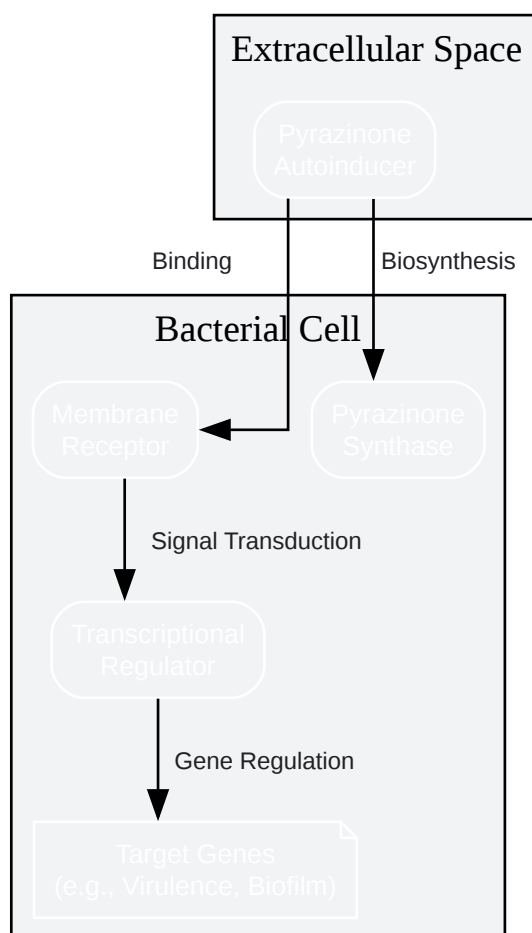 Extracellular Space
Pyrazinone
Autoinducer
Binding
Biosynthesis
Bacterial Cell
Membrane
Receptor
Pyrazinone
Synthase
Signal Transduction
Transcriptional
Regulator
Gene Regulation
Target Genes
(e.g., Virulence, Biofilm)